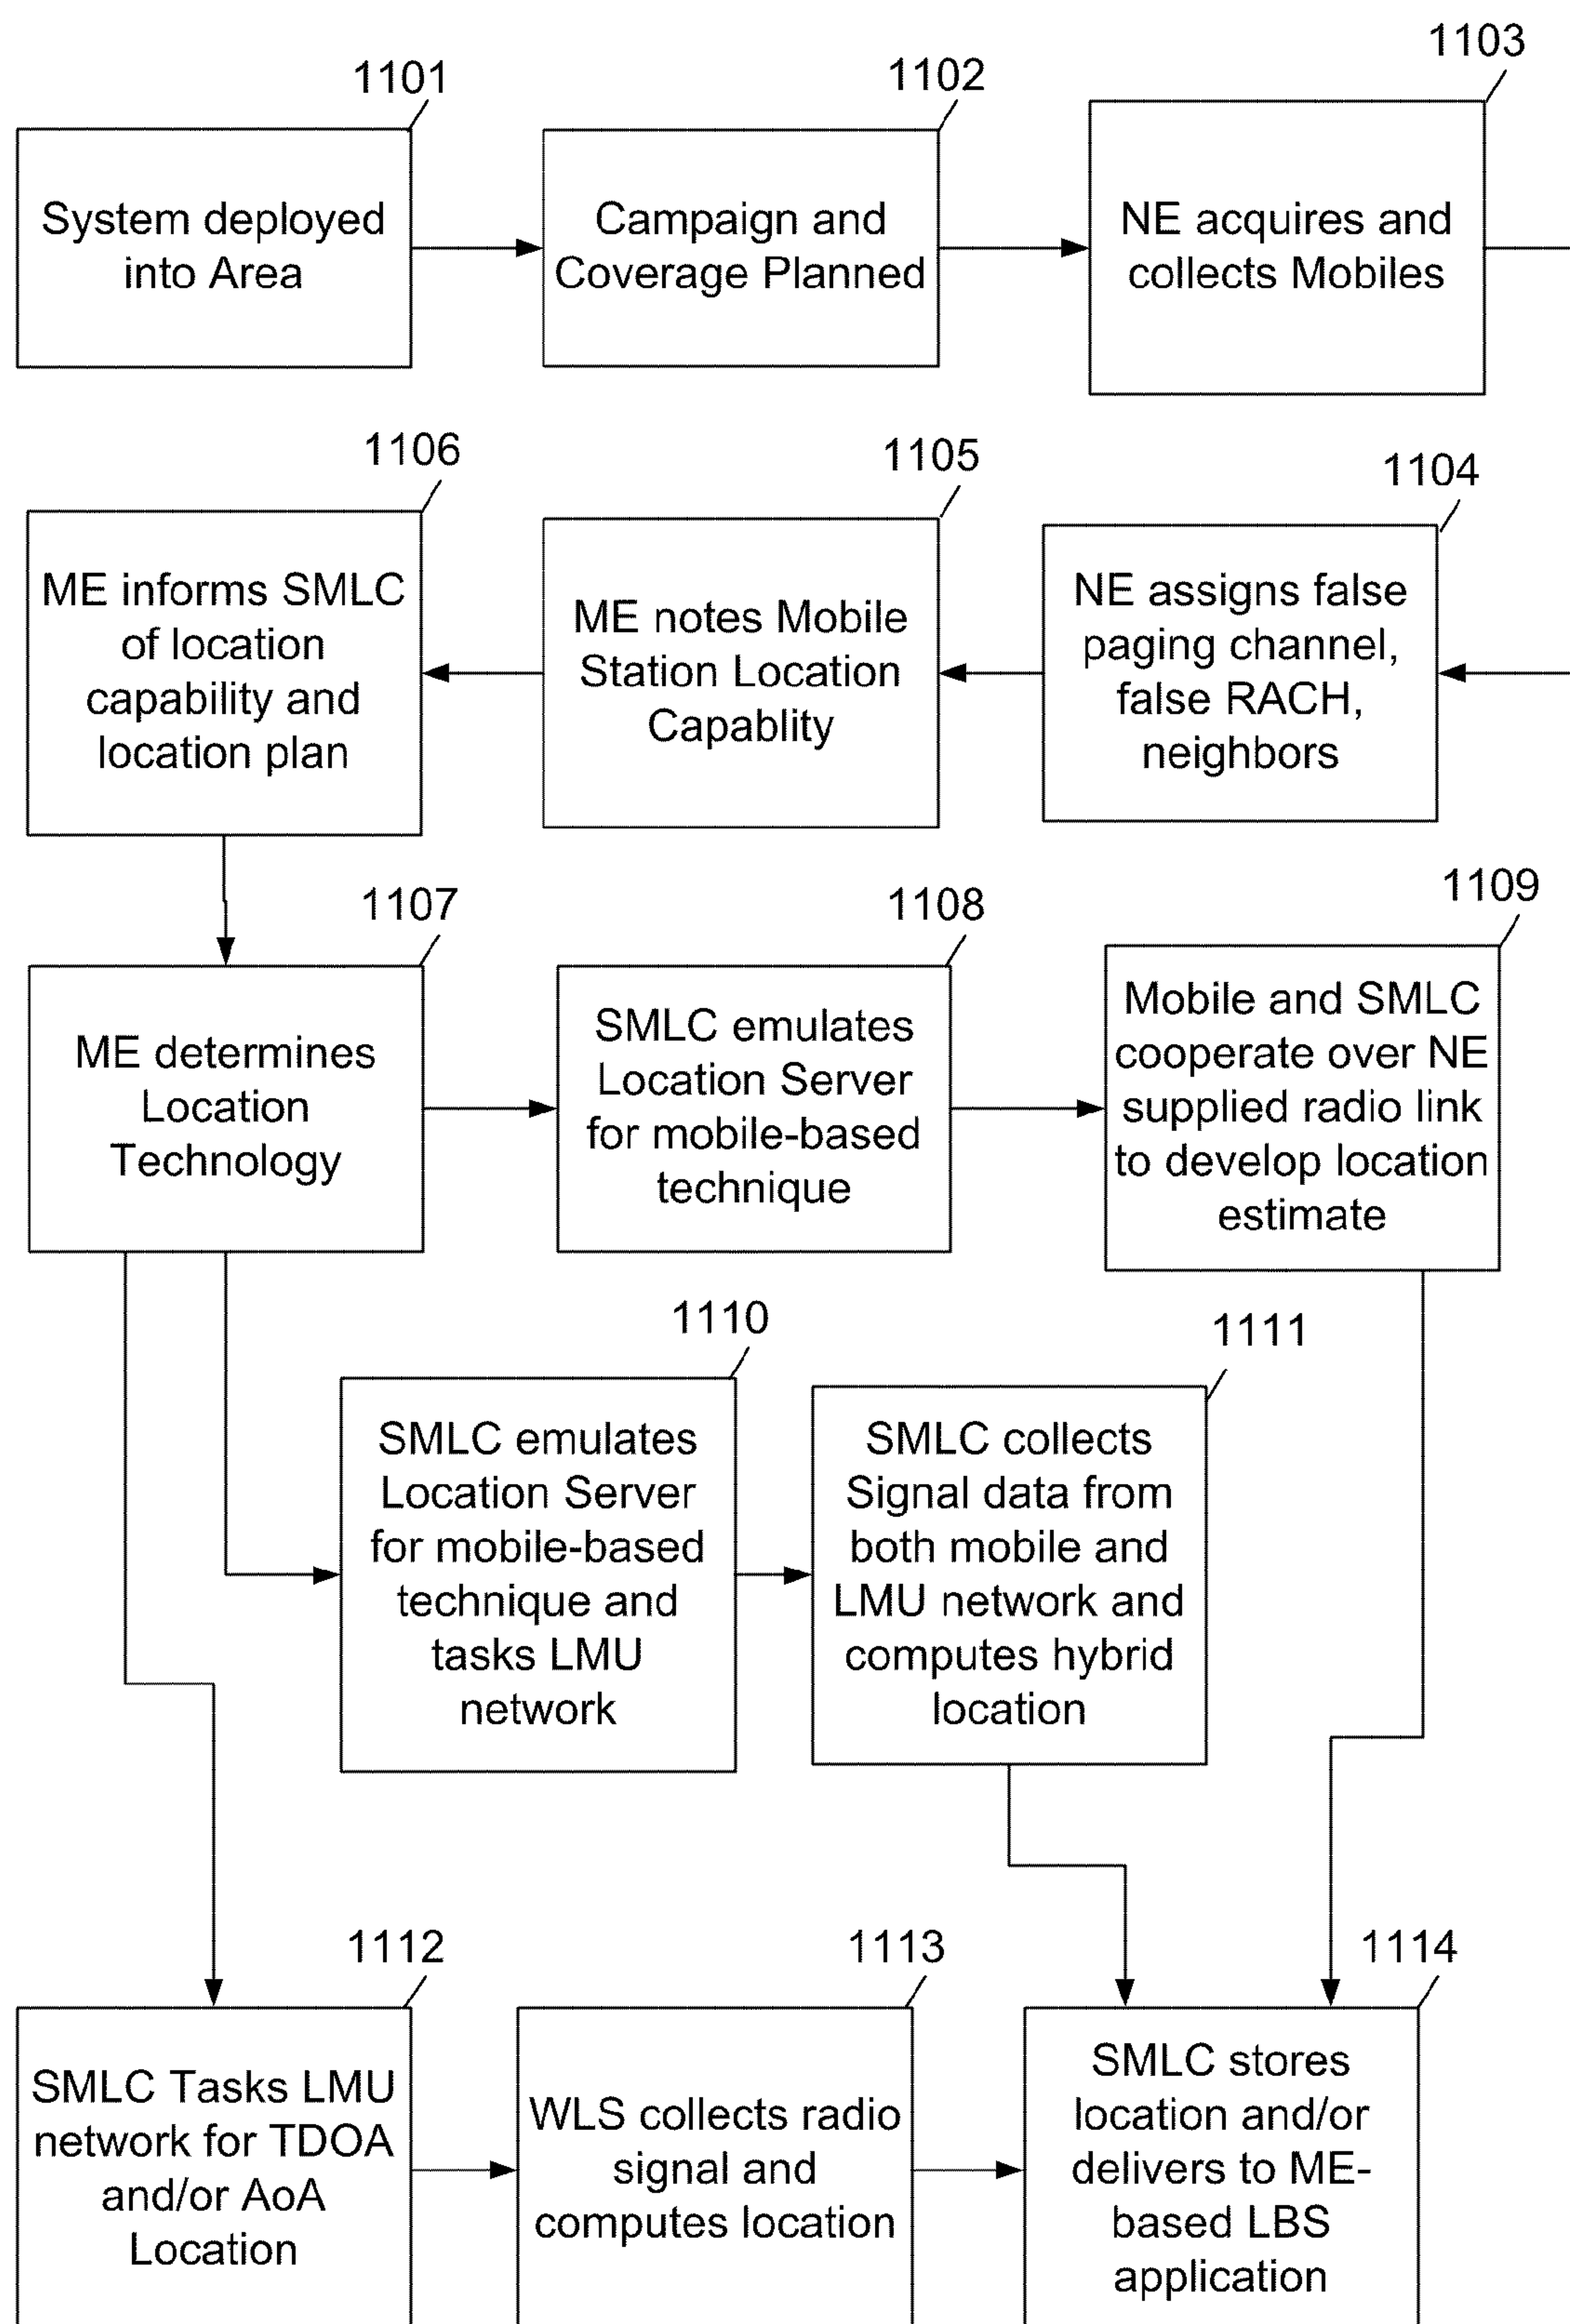 1101
System deployed
into Area
1102
Campaign and
Coverage Planned
1103
NE acquires and
collects Mobiles
1106
ME informs SMLC
of location
capability and
location plan
1105
ME notes Mobile
Station Location
Capablity
1104
NE assigns false
paging channel,
false RACH,
neighbors
1107
ME determines
Location
Technology
1108
SMLC emulates
Location Server
for mobile-based
technique
1109
Mobile and SMLC
cooperate over NE
supplied radio link
to develop location
estimate
1110
SMLC emulates
Location Server
for mobile-based
technique and
tasks LMU
network
1111
SMLC collects
Signal data from
both mobile and
LMU network and
computes hybrid
location
1112
SMLC Tasks LMU
network for TDOA
and/or AoA
Location
1113
WLS collects radio
signal and
computes location
1114
SMLC stores
location and/or
delivers to ME-
based LBS
application